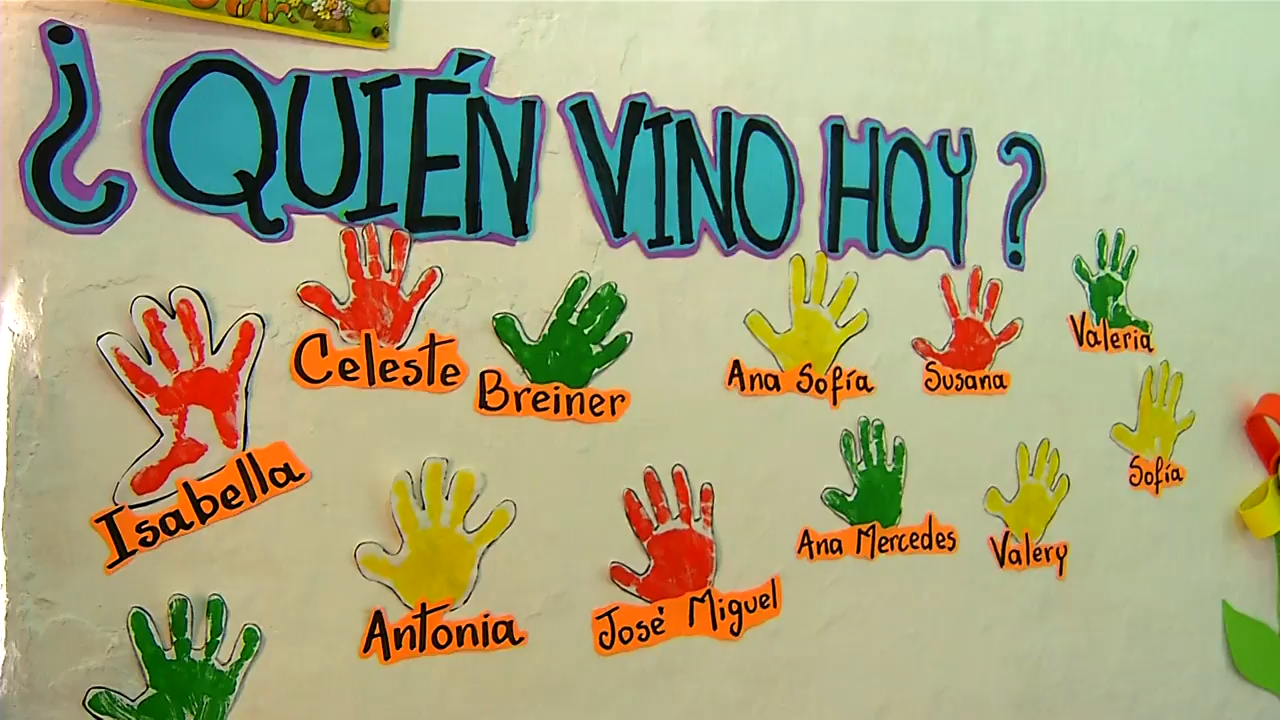 ¿QUIÉN VINO HOY?
Celeste
Breiner
Ana Sofía
Susana
Valeria
Isabella
Sofía
Ana Mercedes
Valery
Antonia
José Miguel